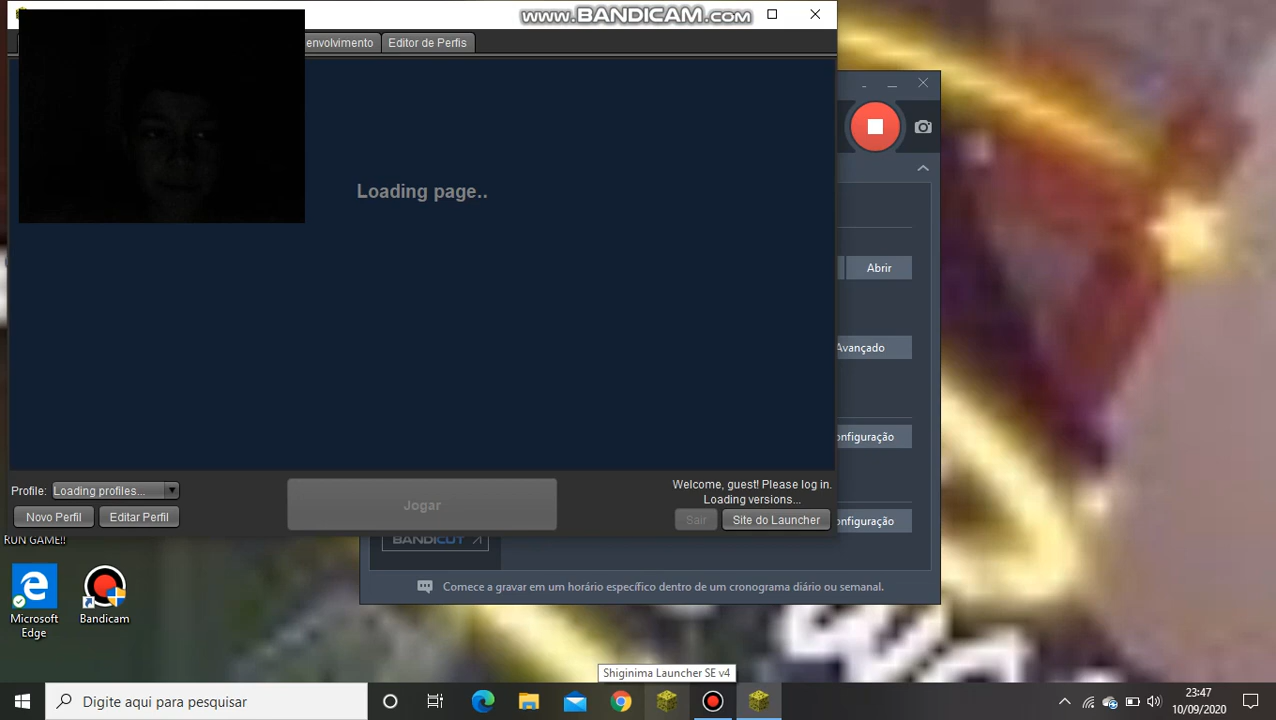 www.BANDICAM.com
envolvimento
Editor de Perfis
Loading page..
Abrir
Avançado
onfiguração
onfiguração
Profile: Loading profiles...
Novo Perfil
Editar Perfil
Jogar
Welcome, guest! Please log in.
Loading versions...
Sair
Site do Launcher
RUN GAME!!
BANDICUT
Comece a gravar em um horário específico dentro de um cronograma diário ou semanal.
Microsoft
Edge
Bandicam
Shiginima Launcher SE v4
Digite aqui para pesquisar
23:47
10/09/2020